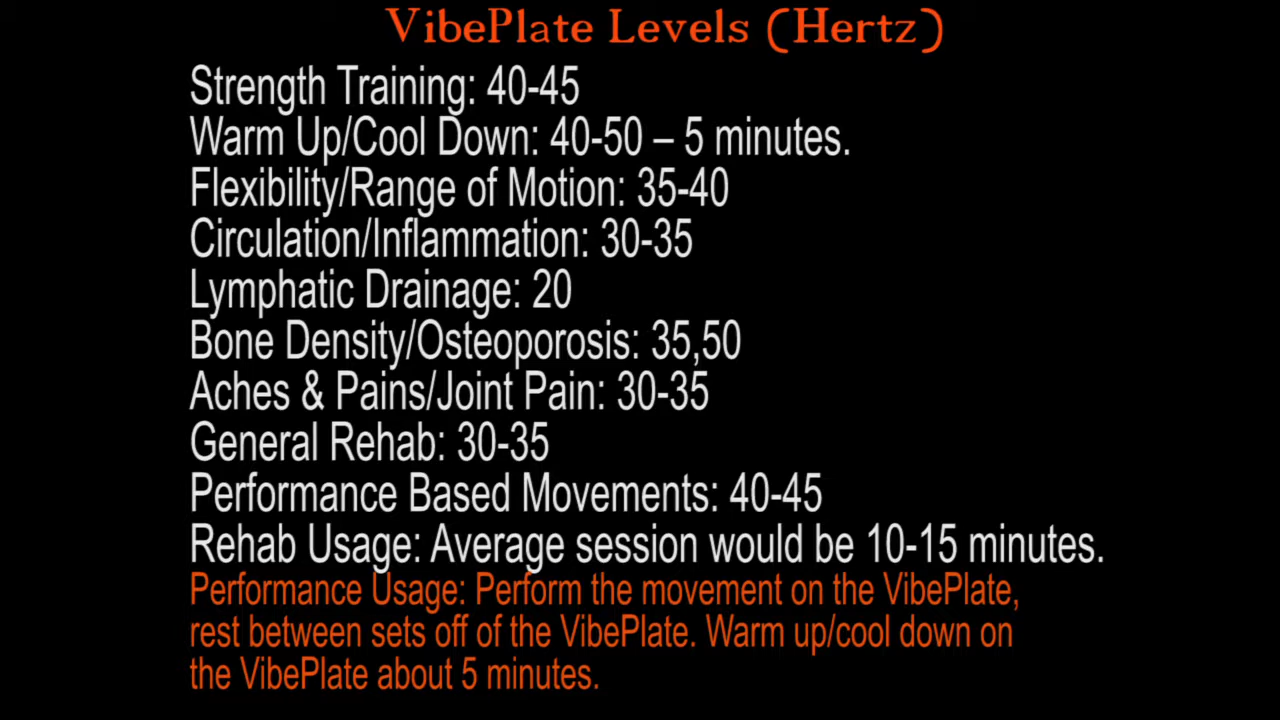 VibePlate Levels (Hertz)
Strength Training: 40-45
Warm Up/Cool Down: 40-50 – 5 minutes.
Flexibility/Range of Motion: 35-40
Circulation/Inflammation: 30-35
Lymphatic Drainage: 20
Bone Density/Osteoporosis: 35,50
Aches & Pains/Joint Pain: 30-35
General Rehab: 30-35
Performance Based Movements: 40-45
Rehab Usage: Average session would be 10-15 minutes.
Performance Usage: Perform the movement on the VibePlate,
rest between sets off of the VibePlate. Warm up/cool down on
the VibePlate about 5 minutes.